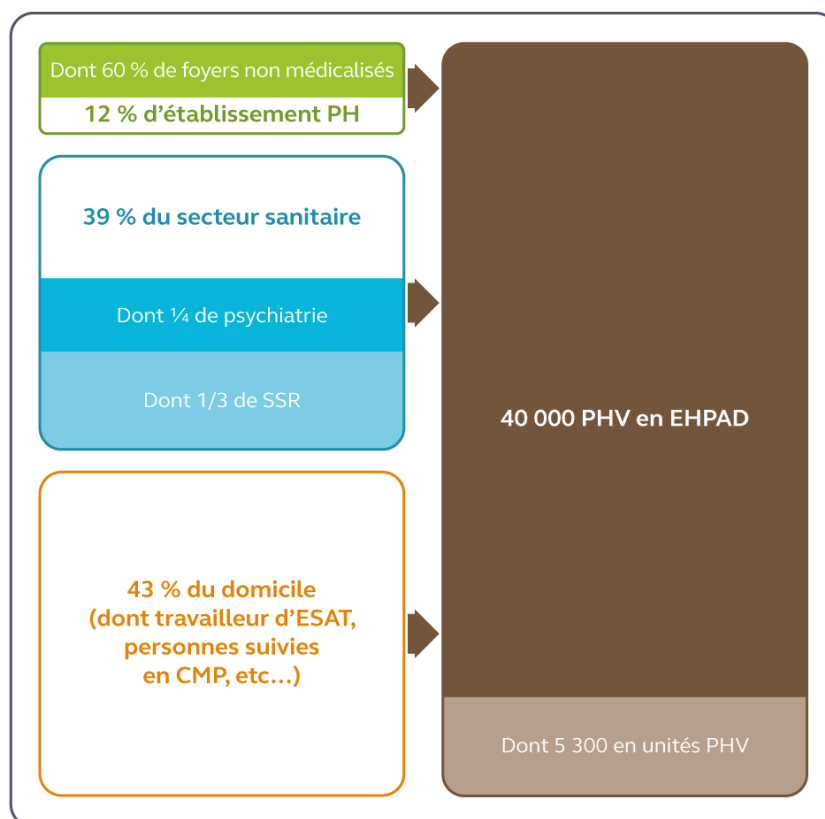 Dont 60 % de foyers non médicalisés
12 % d’établissement PH
39 % du secteur sanitaire
Dont ¼ de psychiatrie
Dont 1/3 de SSR
43 % du domicile
(dont travailleur d’ESAT,
personnes suivies
en CMP, etc...)
40 000 PHV en EHPAD
Dont 5 300 en unités PHV